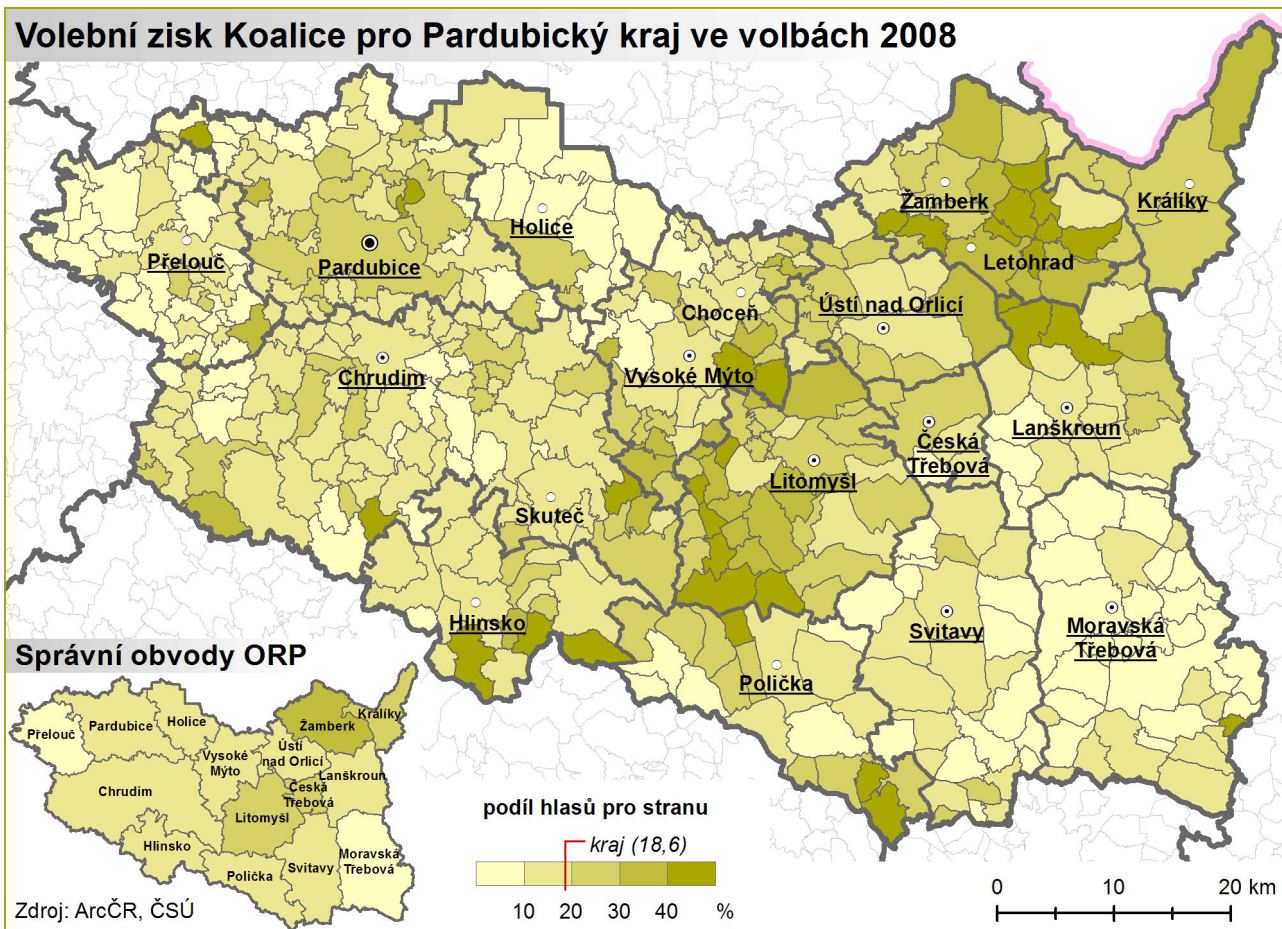 Volební zisk Koalice pro Pardubický kraj ve volbách 2008
Žamberk
Králíky
Holice
Přelouč
Pardubice
Letohrad
Choceň
Ústí nad Orlicí
Chrudim
Vysoké Mýto
Lanškroun
Česká
Třebová
Litomyšl
Skuteč
Hlinsko
Svitavy
Moravská
Třebová
Polička
Správní obvody ORP
Přelouč
Pardubice
Holice
Žamberk
Králíky
Vysoké
Mýto
Ústí
nad Orlicí
Lanškroun
Chrudim
Česká
Třebová
Litomyšl
Hlinsko
Polička
Svitavy
Moravská
Třebová
podíl hlasů pro stranu
kraj (18,6)
10 20 30 40 %
0 10 20 km
Zdroj: ArcČR, ČSÚ